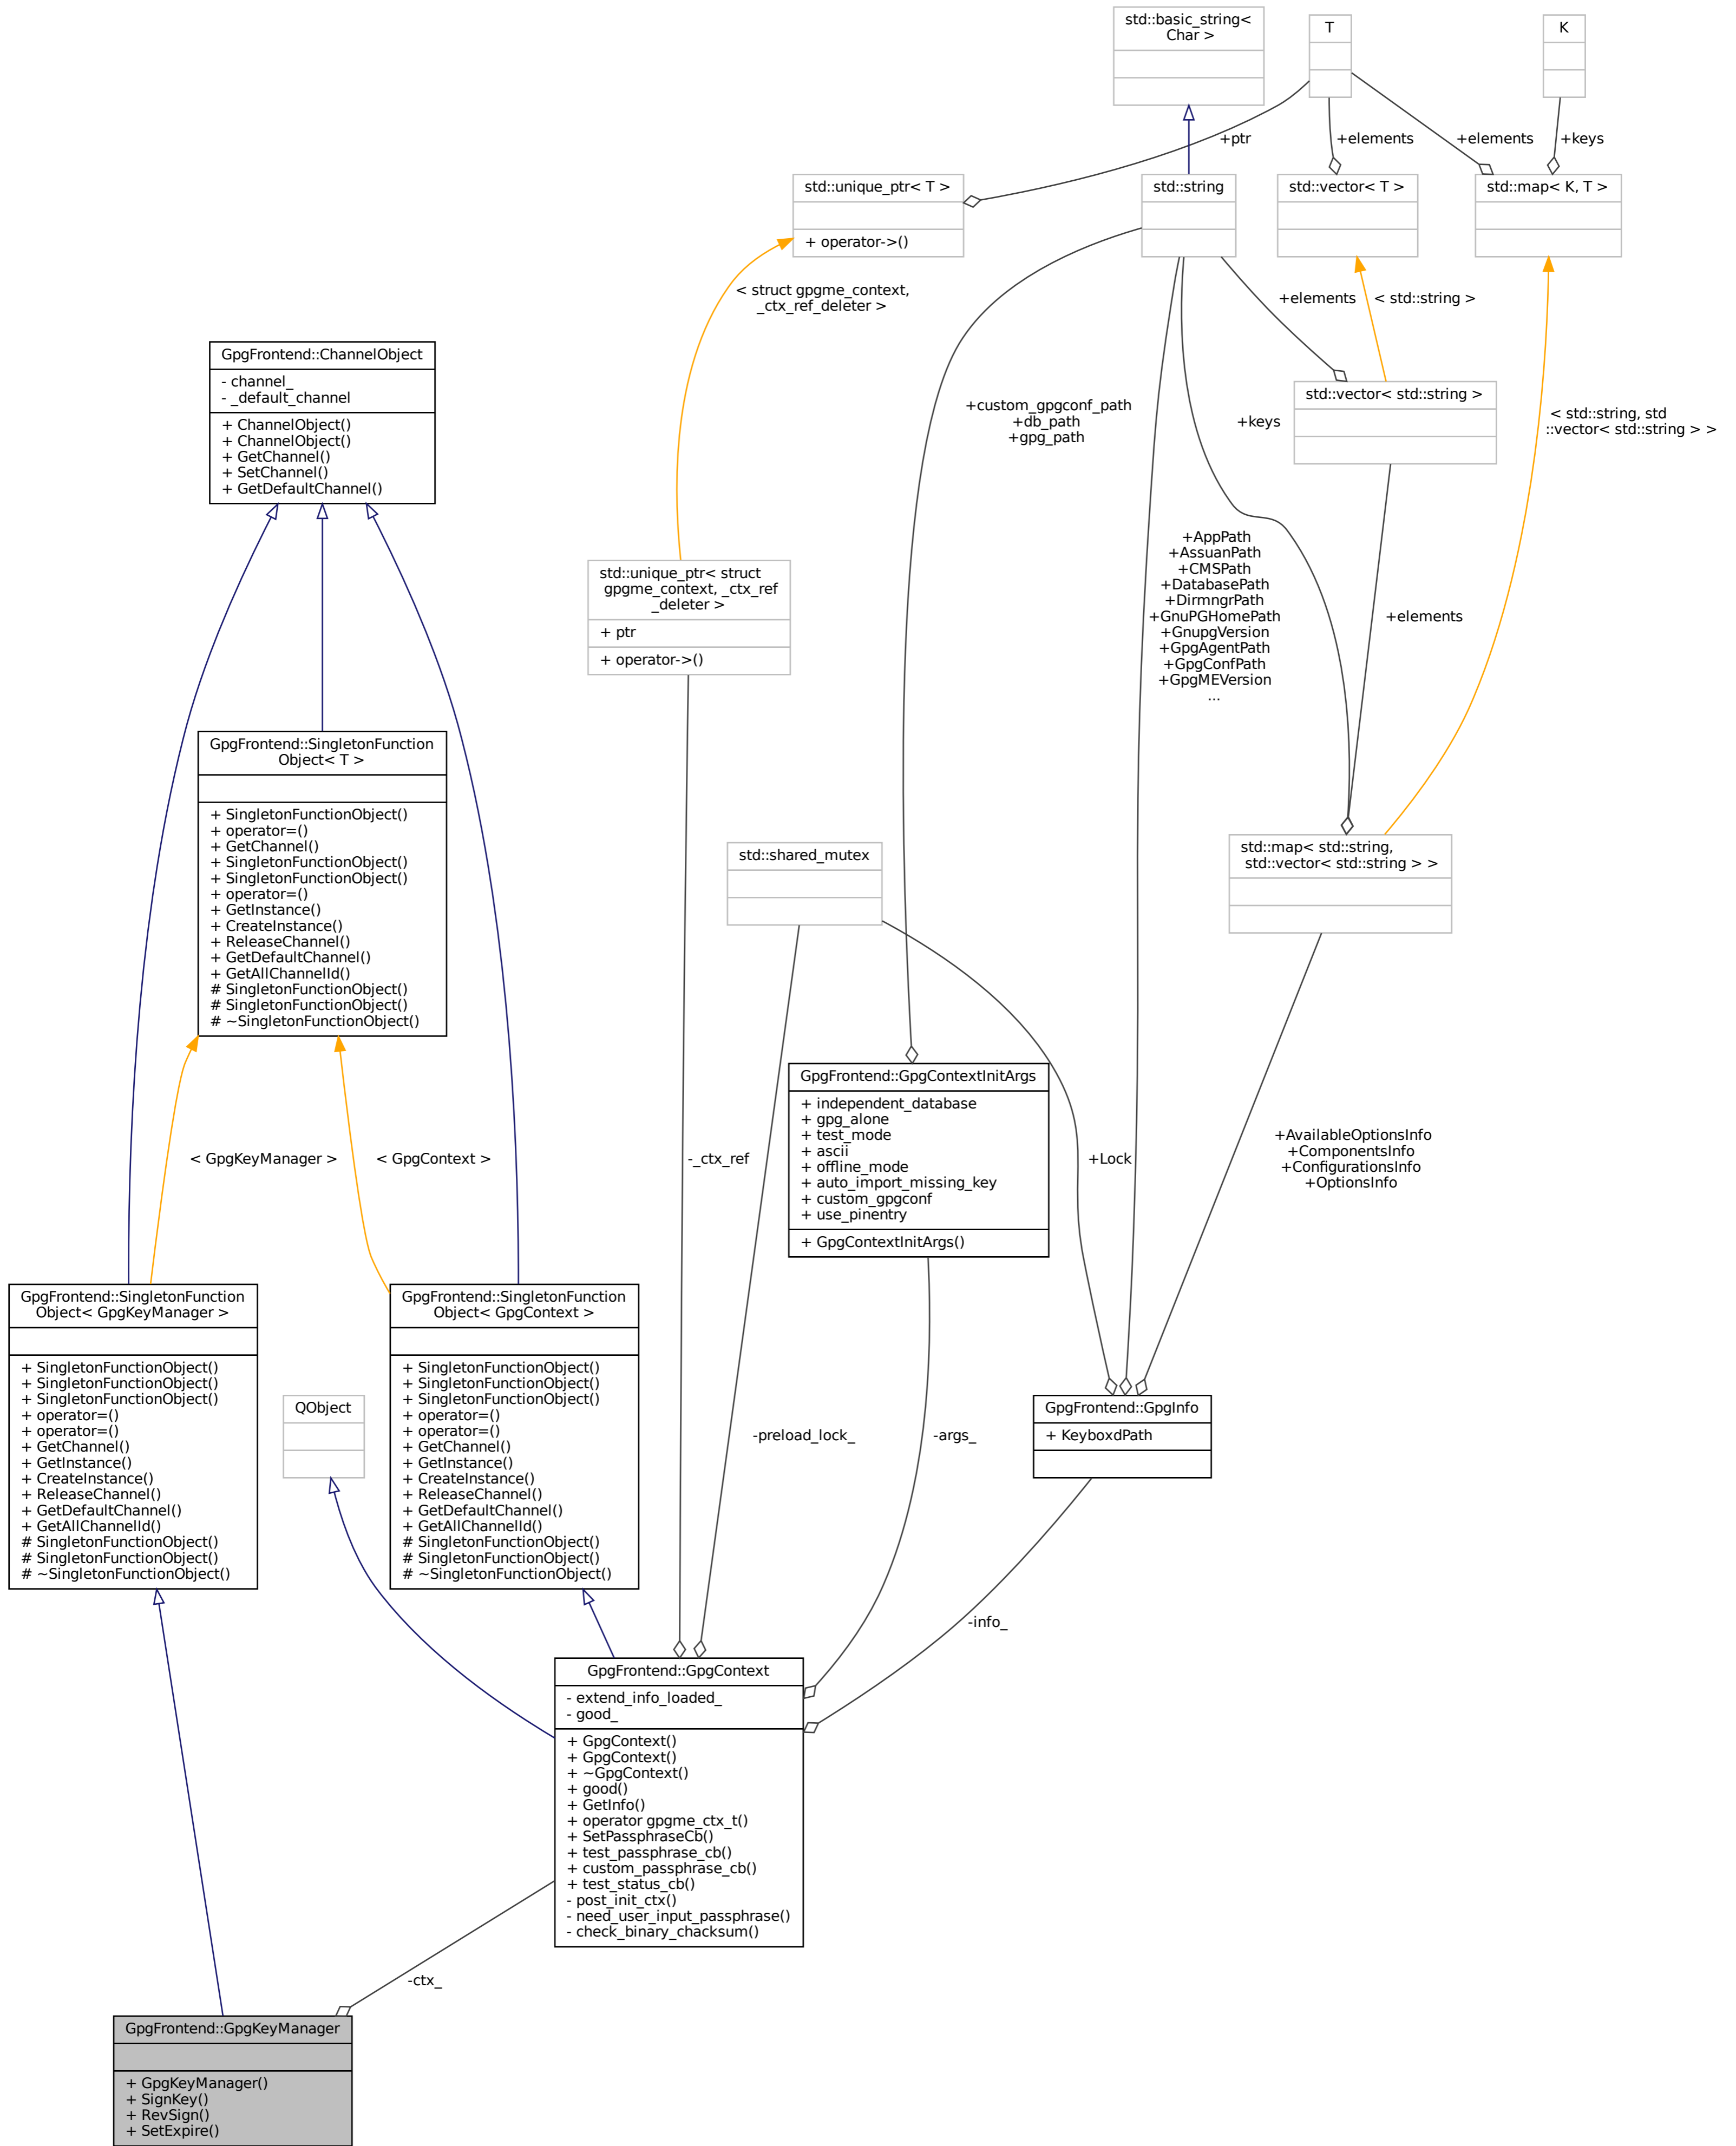 std::basic_string<
Char >
T
K
+ptr
+elements
+elements
+keys
std::unique_ptr< T >
+ operator->()
std::string
std::vector< T >
std::map< K, T >
< struct gpgme_context,
_ctx_ref_deleter >
+elements
< std::string >
GpgFrontend::ChannelObject
- channel_
- _default_channel
+ ChannelObject()
+ ChannelObject()
+ GetChannel()
+ SetChannel()
+ GetDefaultChannel()
+custom_gpgconf_path
+db_path
+gpg_path
+keys
std::vector< std::string >
< std::string, std
::vector< std::string > >
std::unique_ptr< struct
gpgme_context, _ctx_ref
_deleter >
+ ptr
+ operator->()
+AppPath
+AssuanPath
+CMSPath
+DatabasePath
+DirmngrPath
+GnuPGHomePath
+GnupgVersion
+GpgAgentPath
+GpgConfPath
+GpgMEVersion
...
+elements
GpgFrontend::SingletonFunction
Object< T >
+ SingletonFunctionObject()
+ operator=()
+ GetChannel()
+ SingletonFunctionObject()
+ SingletonFunctionObject()
+ operator=()
+ GetInstance()
+ CreateInstance()
+ ReleaseChannel()
+ GetDefaultChannel()
+ GetAllChannelId()
# SingletonFunctionObject()
# SingletonFunctionObject()
# ~SingletonFunctionObject()
std::shared_mutex
std::map< std::string,
std::vector< std::string > >
< GpgKeyManager >
< GpgContext >
-_ctx_ref
GpgFrontend::GpgContextInitArgs
+ independent_database
+ gpg_alone
+ test_mode
+ ascii
+ offline_mode
+ auto_import_missing_key
+ custom_gpgconf
+ use_pinentry
+ GpgContextInitArgs()
+Lock
+AvailableOptionsInfo
+ComponentsInfo
+ConfigurationsInfo
+OptionsInfo
GpgFrontend::SingletonFunction
Object< GpgKeyManager >
+ SingletonFunctionObject()
+ SingletonFunctionObject()
+ SingletonFunctionObject()
+ operator=()
+ operator=()
+ GetChannel()
+ GetInstance()
+ CreateInstance()
+ ReleaseChannel()
+ GetDefaultChannel()
+ GetAllChannelId()
# SingletonFunctionObject()
# SingletonFunctionObject()
# ~SingletonFunctionObject()
QObject
GpgFrontend::SingletonFunction
Object< GpgContext >
+ SingletonFunctionObject()
+ SingletonFunctionObject()
+ SingletonFunctionObject()
+ operator=()
+ operator=()
+ GetChannel()
+ GetInstance()
+ CreateInstance()
+ ReleaseChannel()
+ GetDefaultChannel()
+ GetAllChannelId()
# SingletonFunctionObject()
# SingletonFunctionObject()
# ~SingletonFunctionObject()
-preload_lock_
-args_
GpgFrontend::GpgInfo
+ KeyboxdPath
-info_
GpgFrontend::GpgContext
- extend_info_loaded_
- good_
+ GpgContext()
+ GpgContext()
+ ~GpgContext()
+ good()
+ GetInfo()
+ operator gpgme_ctx_t()
+ SetPassphraseCb()
+ test_passphrase_cb()
+ custom_passphrase_cb()
+ test_status_cb()
- post_init_ctx()
- need_user_input_passphrase()
- check_binary_chacksum()
-ctx_
GpgFrontend::GpgKeyManager
+ GpgKeyManager()
+ SignKey()
+ RevSign()
+ SetExpire()